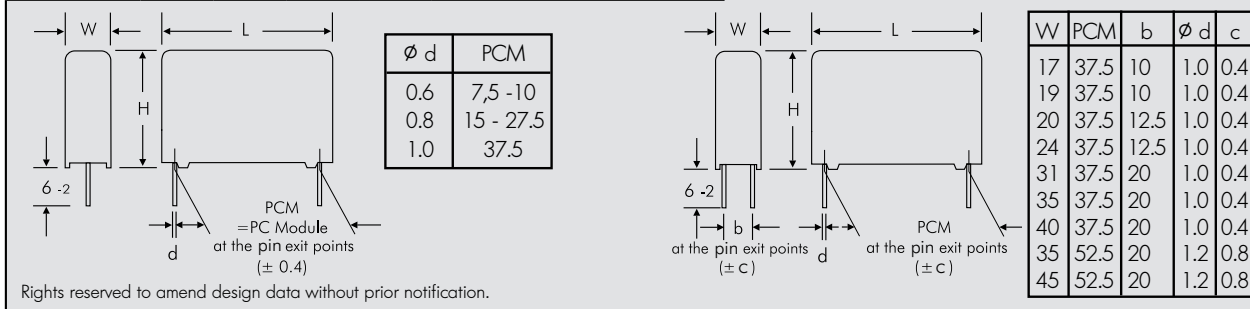 W
L
H
6 -2
d
PCM
=PC Module
at the pin exit points
(± 0.4)
Ø d PCM
0.6 7,5 -10
0.8 15 - 27.5
1.0 37.5
Rights reserved to amend design data without prior notification.
W
L
H
6 -2
b
at the pin exit points
(± c)
d
PCM
at the pin exit points
(± c)
W PCM b Ø d c
17 37.5 10 1.0 0.4
19 37.5 10 1.0 0.4
20 37.5 12.5 1.0 0.4
24 37.5 12.5 1.0 0.4
31 37.5 20 1.0 0.4
35 37.5 20 1.0 0.4
40 37.5 20 1.0 0.4
35 52.5 20 1.2 0.8
45 52.5 20 1.2 0.8